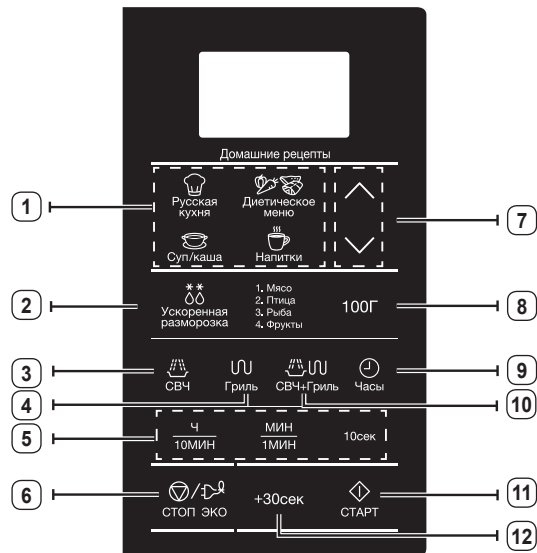 Домашние рецепты
1
Русская
кухня
Диетическое
меню
7
Суп/каша
Напитки
2
Ускоренная
разморозка
1. Мясо
2. Птица
3. Рыба
4. Фрукты
100Г
8
3
СВЧ
4
Гриль
СВЧ+Гриль
10
Часы
9
5
Ч
10МИН
МИН
1МИН
10сек
6
СТОП ЭКО
+30сек
СТАРТ
11
12